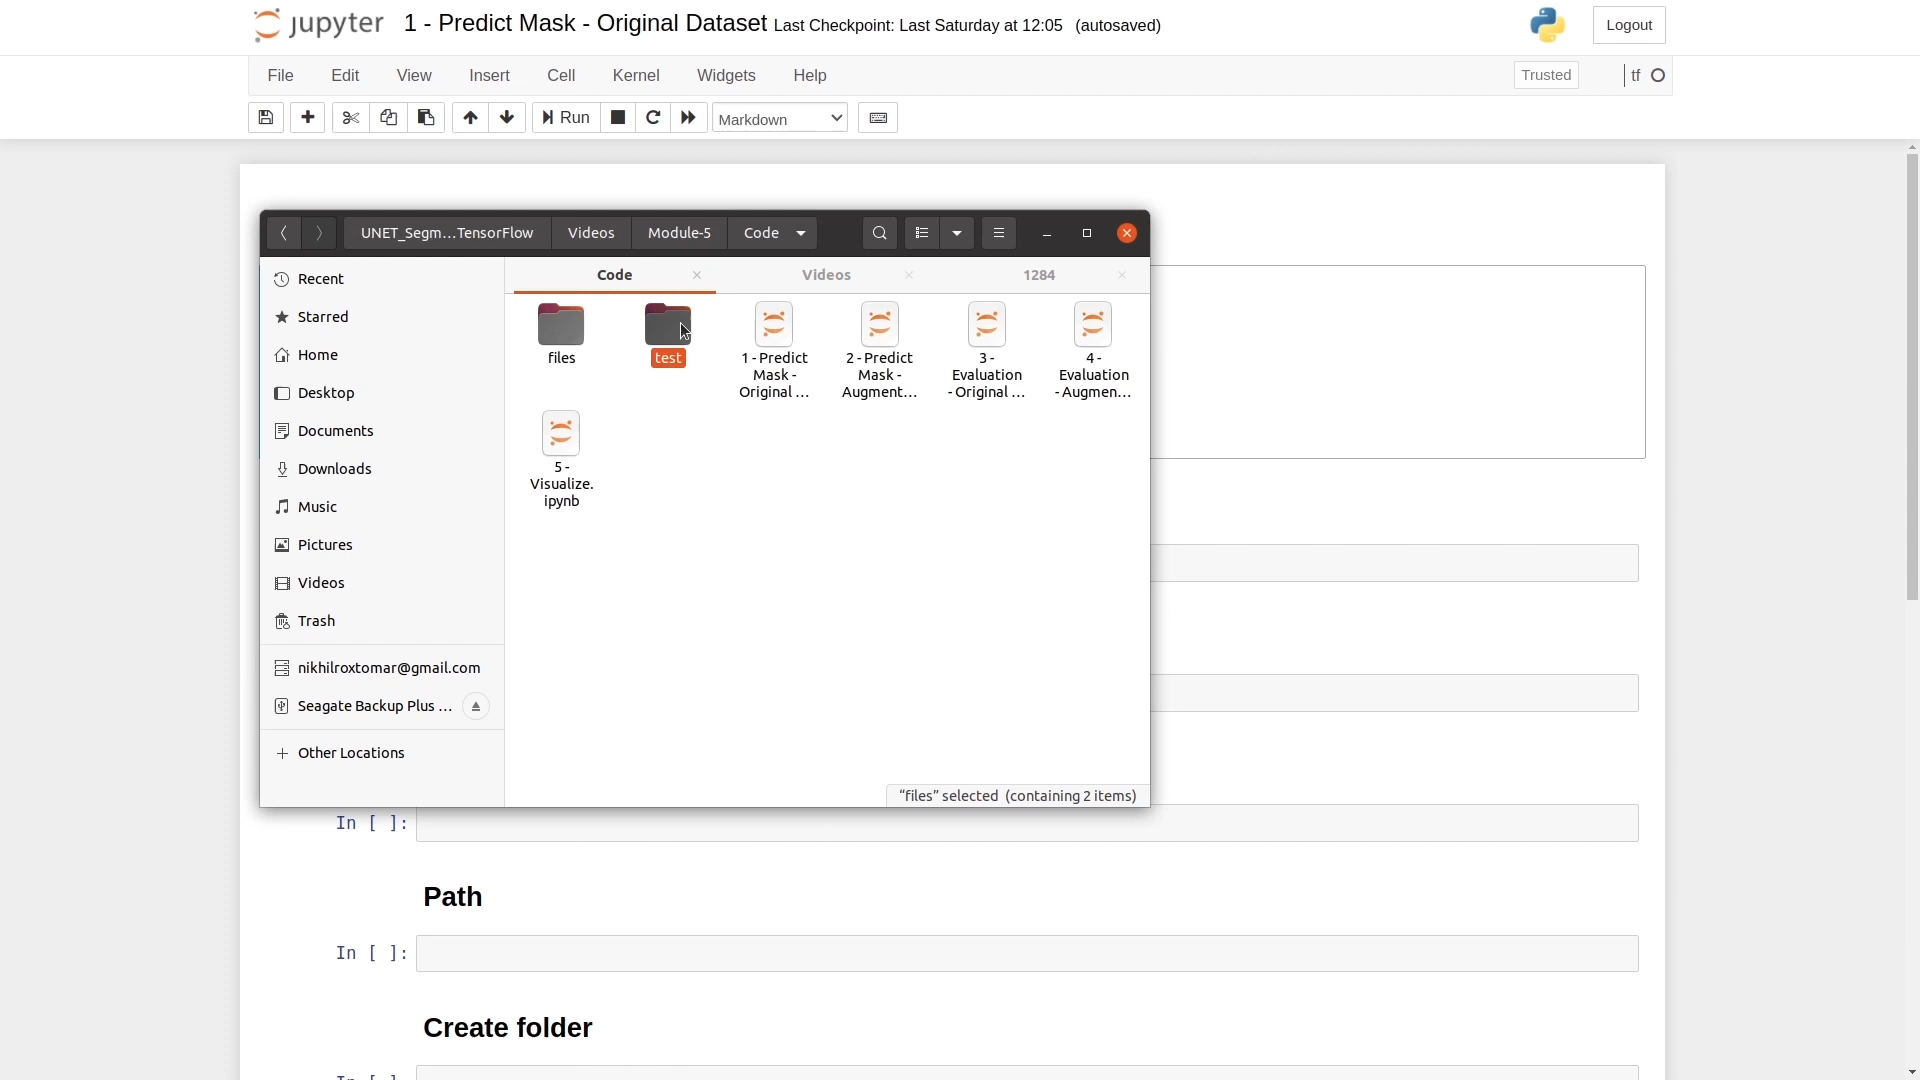 jupyter 1 - Predict Mask - Original Dataset Last Checkpoint: Last Saturday at 12:05 (autosaved)
Logout
File Edit View Insert Cell Kernel Widgets Help
Trusted
tf
Run
Markdown
UNET_Segm...TensorFlow Videos Module-5 Code
Recent
Starred
Home
Desktop
Documents
Downloads
Music
Pictures
Videos
Trash
nikhilroxtomar@gmail.com
Seagate Backup Plus ...
Other Locations
Code Videos 1284
files
test
1 - Predict
Mask -
Original ...
2 - Predict
Mask -
Augment...
3 -
Evaluation
- Original ...
4 -
Evaluation
- Augmen...
5 -
Visualize.
ipynb
“files” selected (containing 2 items)
In [ ]:
Path
In [ ]:
Create folder
In [ ]: